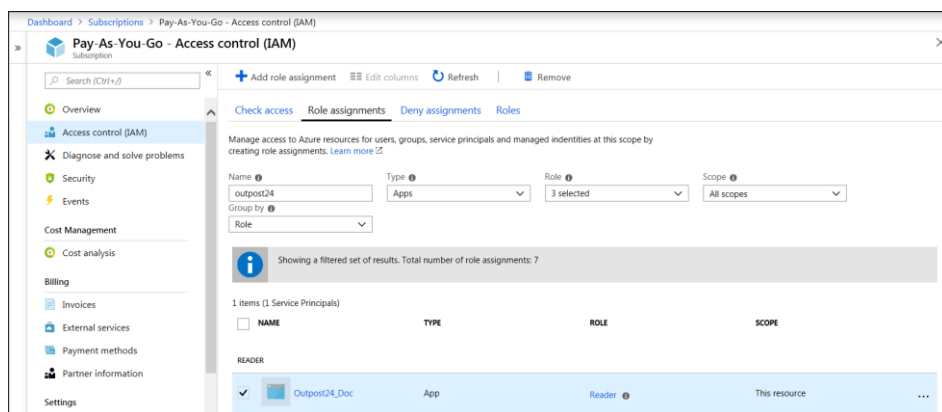 Dashboard > Subscriptions > Pay-As-You-Go - Access control (IAM)
»
Pay-As-You-Go - Access control (IAM)
Subscription
Search (Ctrl+/)
«
Overview
Access control (IAM)
Diagnose and solve problems
Security
Events
Cost Management
Cost analysis
Billing
Invoices
External services
Payment methods
Partner information
Settings
Add role assignment Edit columns Refresh Remove
Check access Role assignments Deny assignments Roles
Manage access to Azure resources for users, groups, service principals and managed indentities at this scope by
creating role assignments. Learn more
Name Type Role Scope
outpost24 Apps 3 selected All scopes
Group by
Role
Showing a filtered set of results. Total number of role assignments: 7
1 items (1 Service Principals)
NAME TYPE ROLE SCOPE
READER
Outpost24_Doc App Reader This resource ...